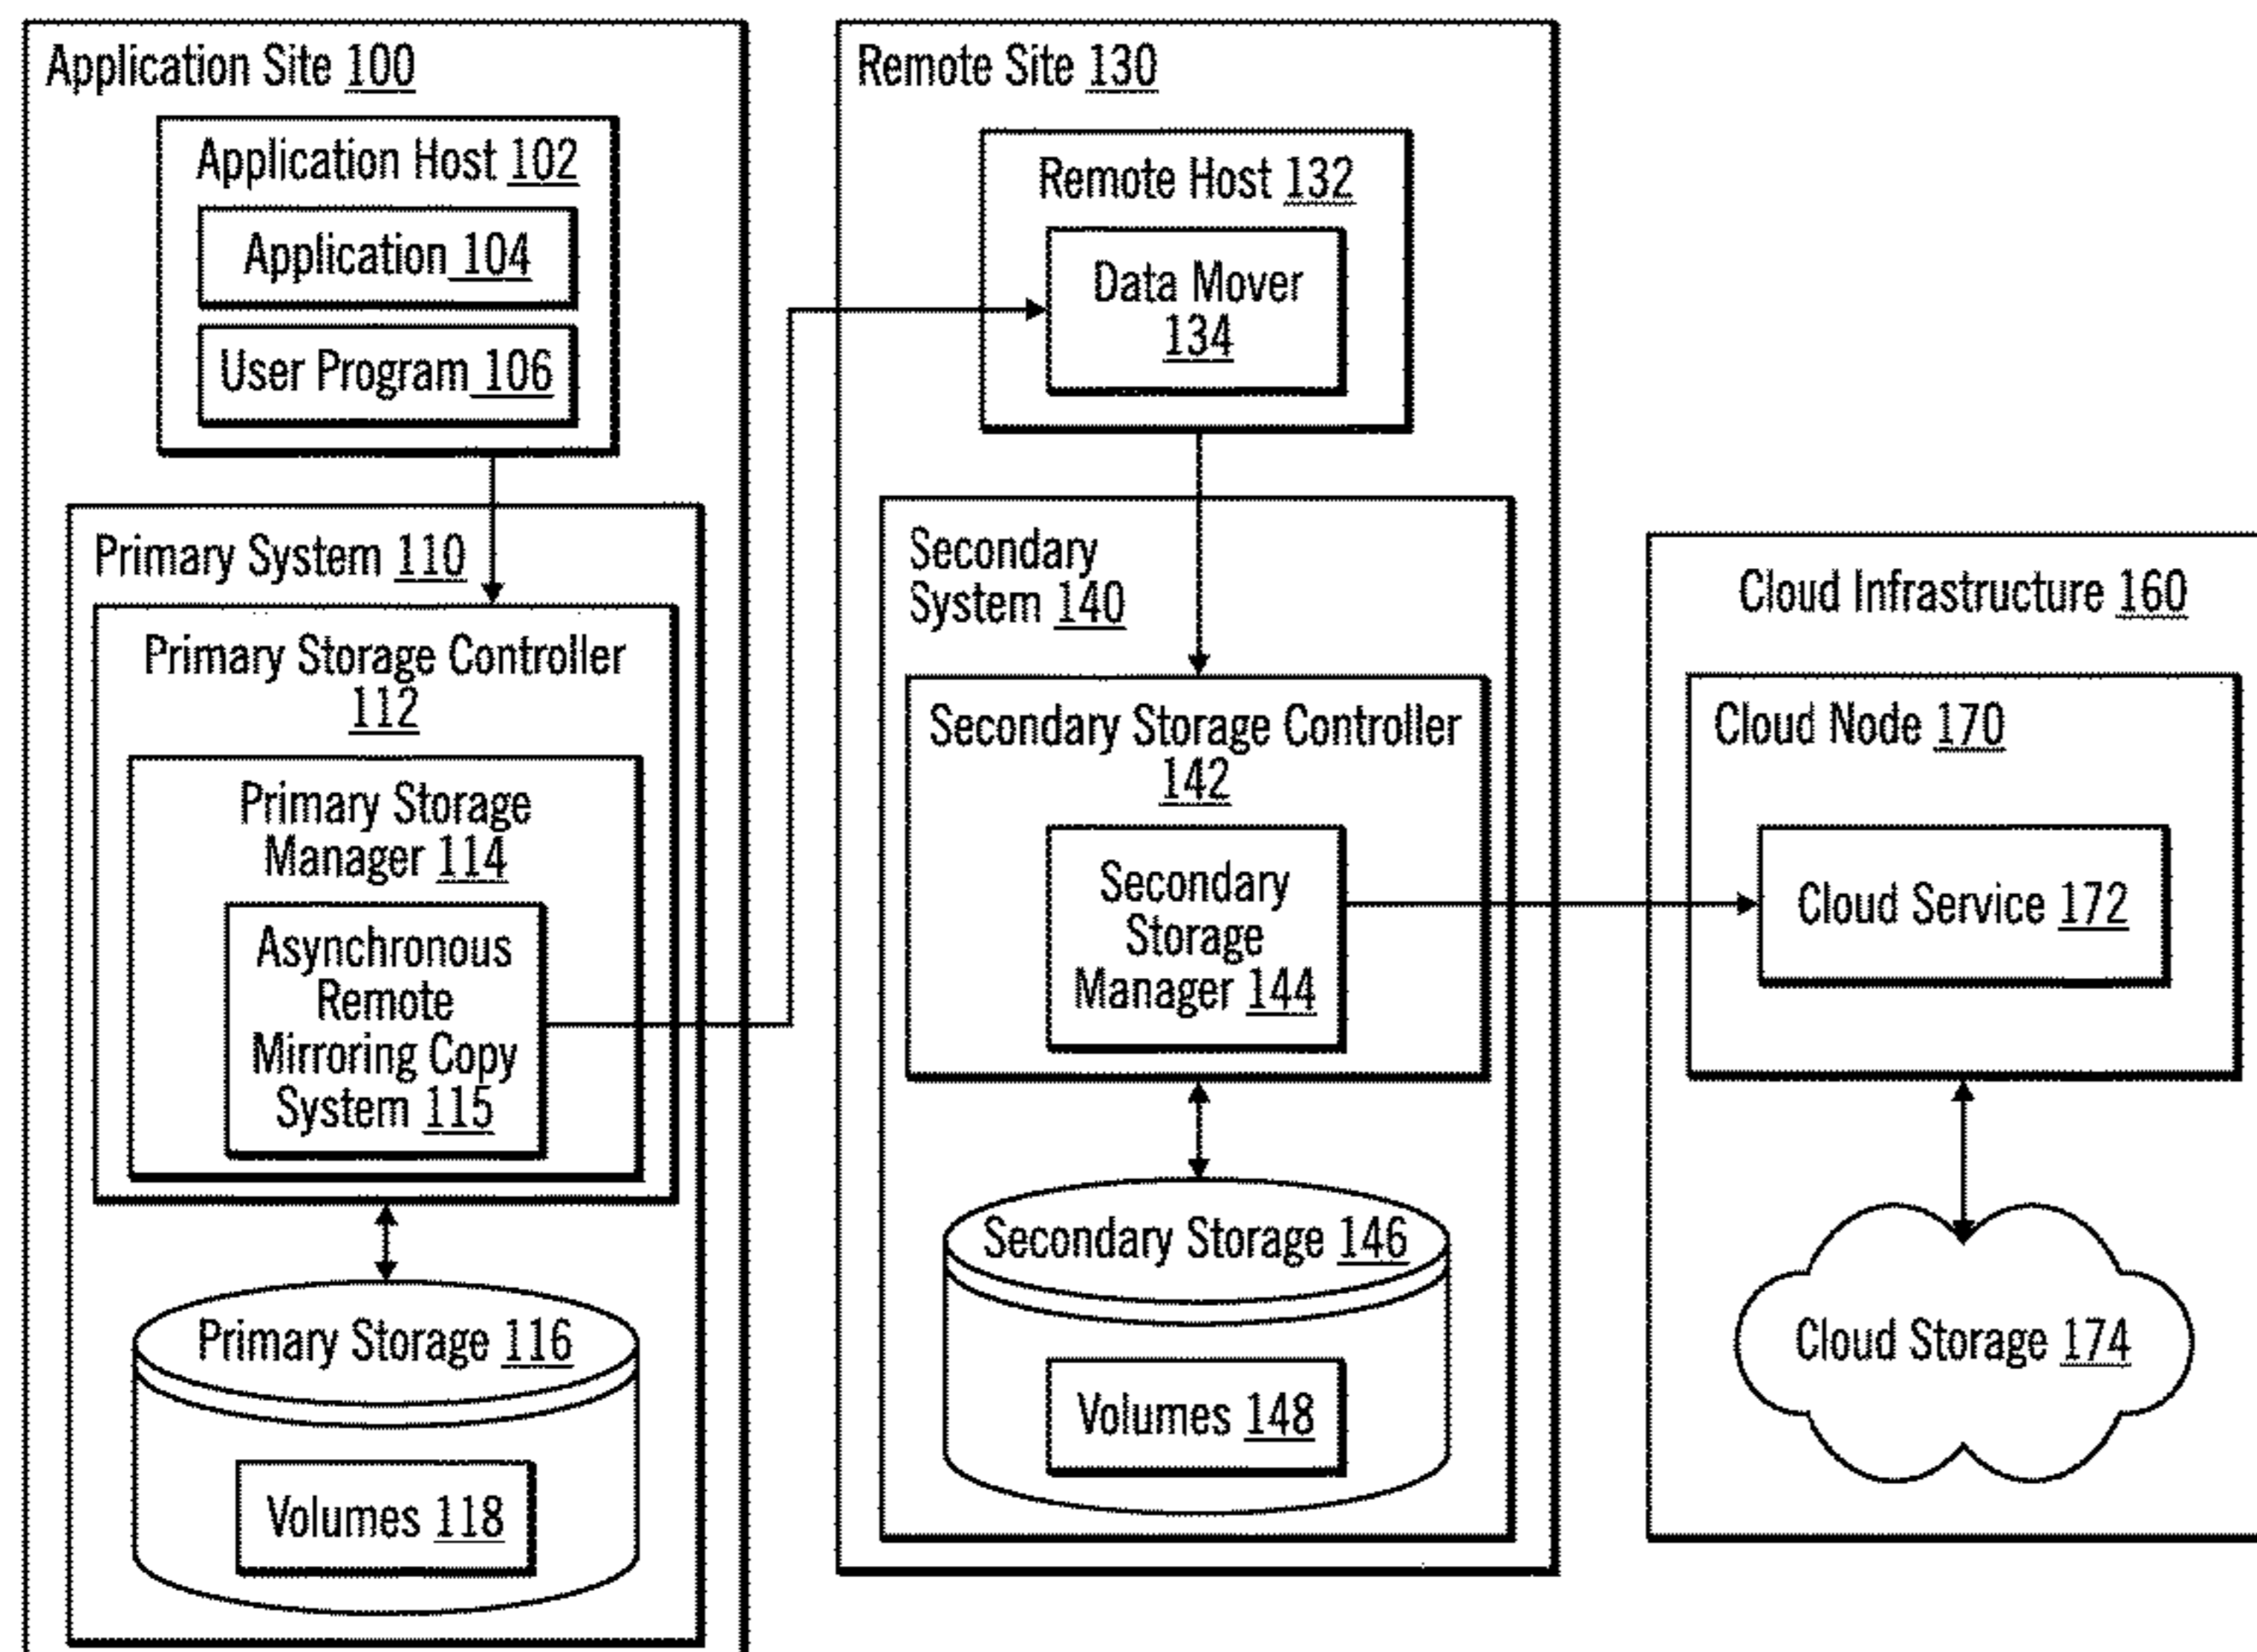 Application Site 100
Application Host 102
Application 104
User Program 106
Primary System 110
Primary Storage Controller
112
Primary Storage
Manager 114
Asynchronous
Remote
Mirroring Copy
System 115
Primary Storage 116
Volumes 118
Remote Site 130
Remote Host 132
Data Mover
134
Secondary
System 140
Secondary Storage Controller
142
Secondary
Storage
Manager 144
Secondary Storage 146
Volumes 148
Cloud Infrastructure 160
Cloud Node 170
Cloud Service 172
Cloud Storage 174